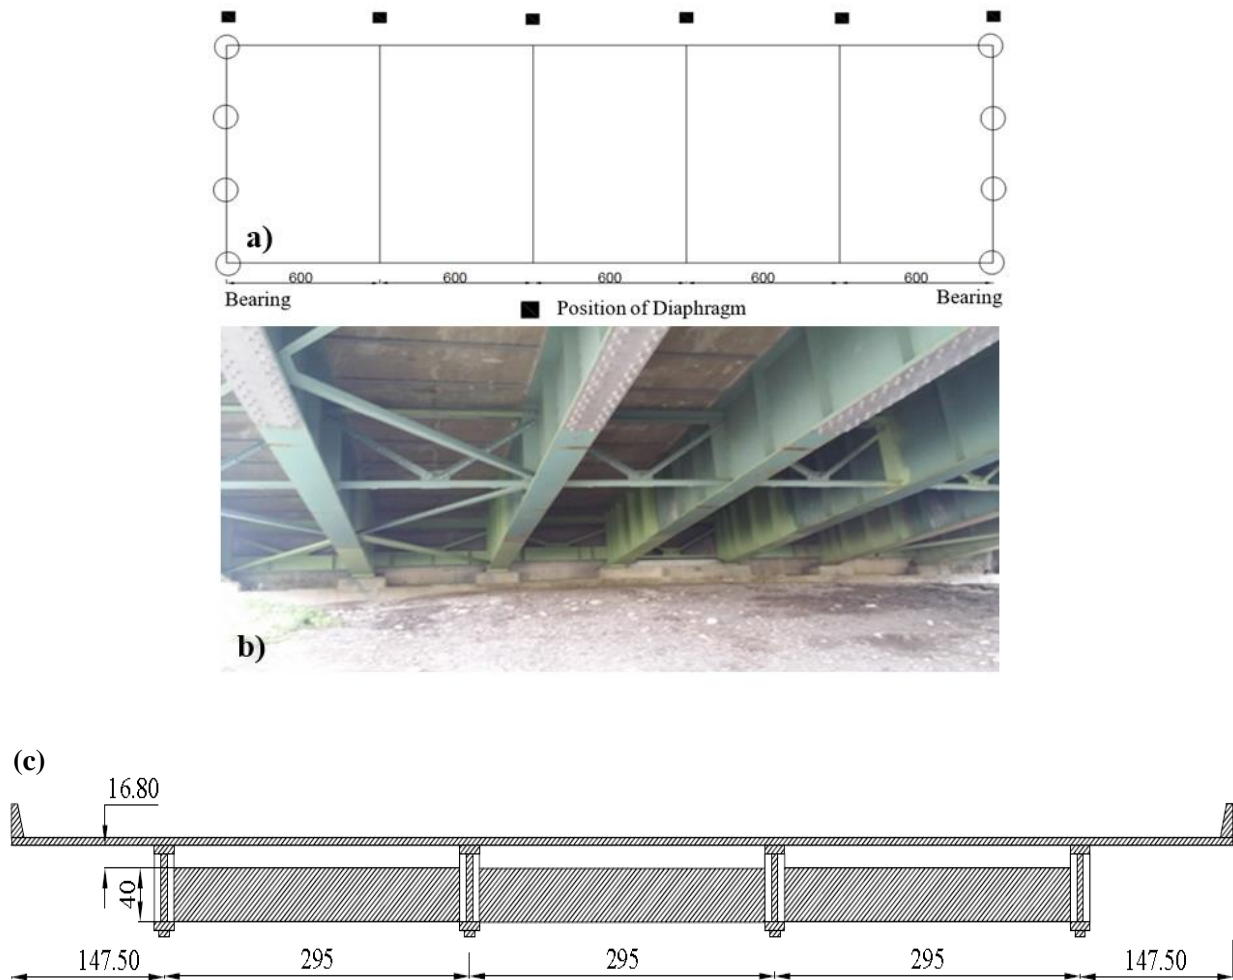 a)
600 600 600 600 600
Bearing Bearing
Position of Diaphragm
b)
(c)
16.80
40
147.50 295 295 295 147.50